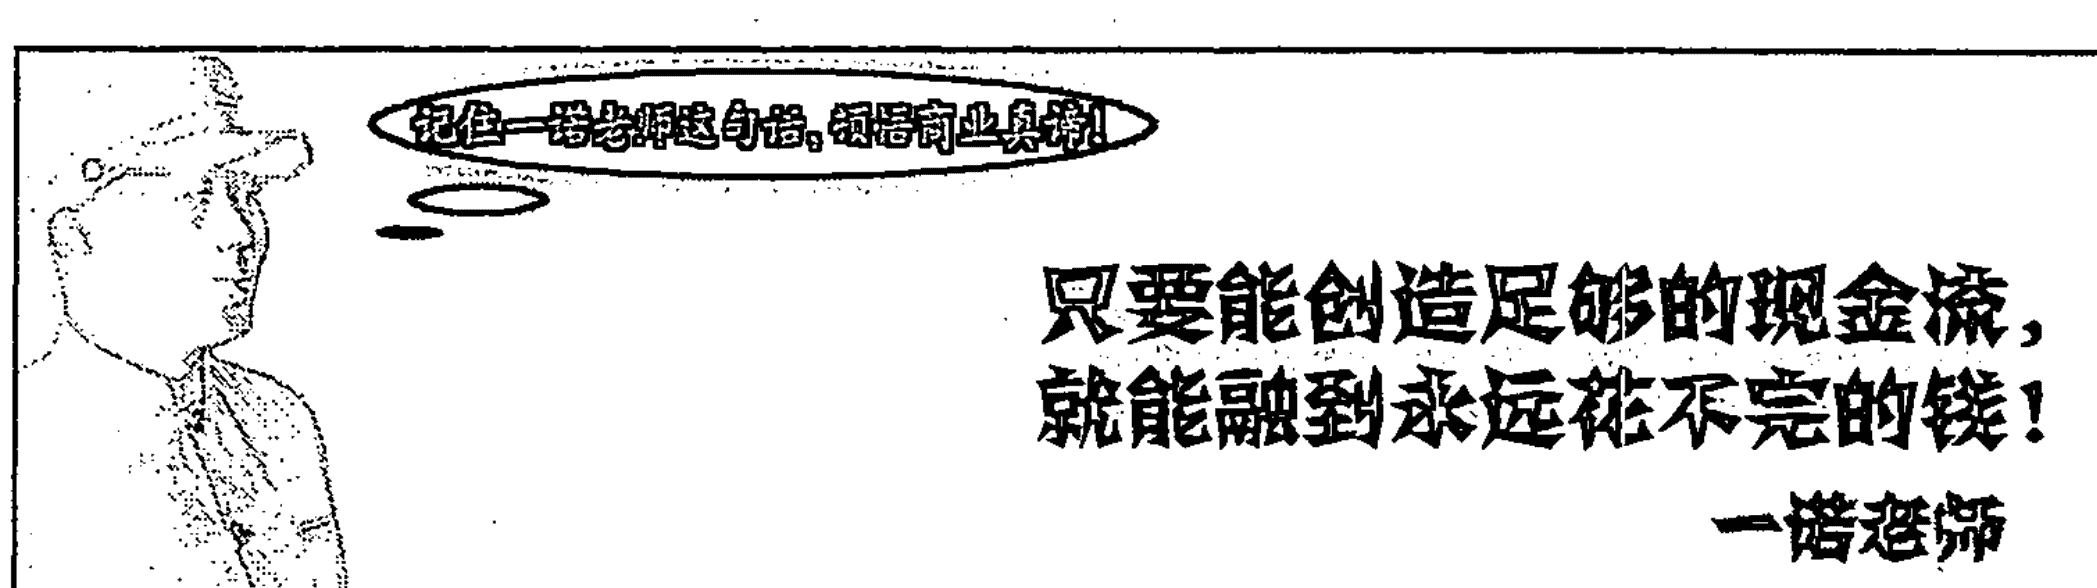 记住一诺老师这句话，领悟商业真谛！
只要能创造足够的现金流，
就能融到永远花不完的钱！
一诺老师